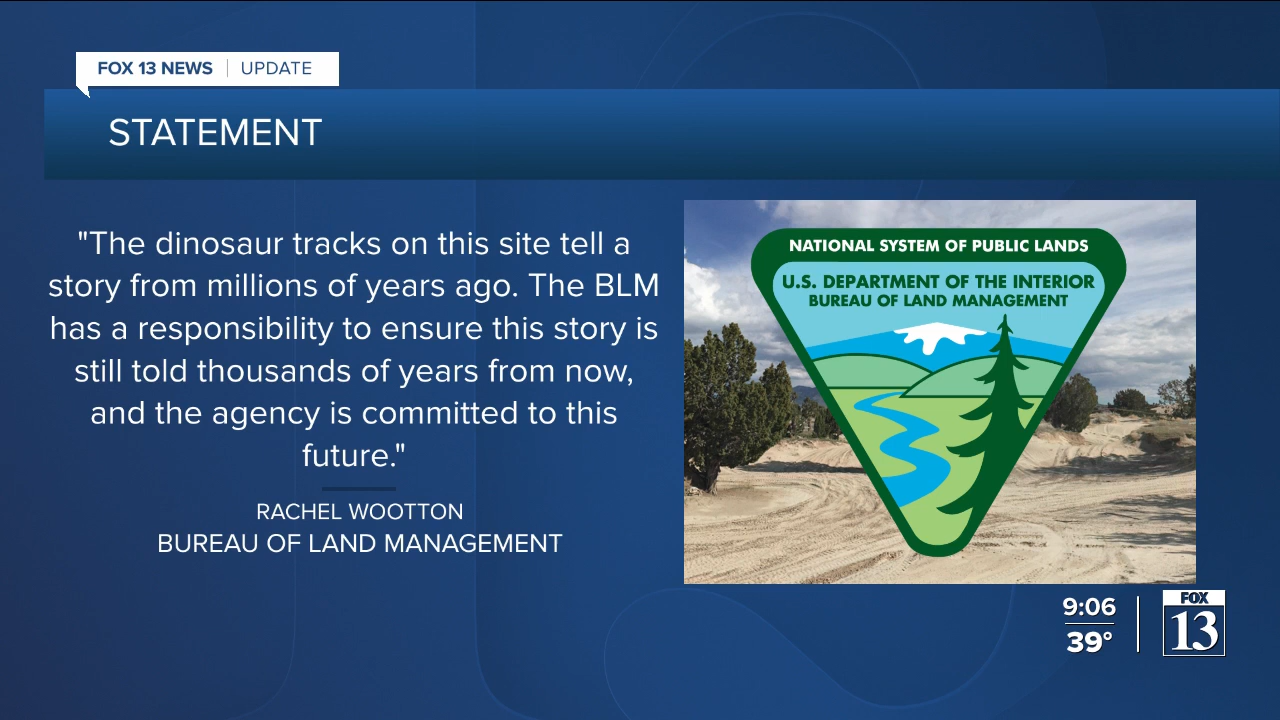 FOX 13 NEWS | UPDATE
STATEMENT
"The dinosaur tracks on this site tell a
story from millions of years ago. The BLM
has a responsibility to ensure this story is
still told thousands of years from now,
and the agency is committed to this
future."
RACHEL WOOTTON
BUREAU OF LAND MANAGEMENT
NATIONAL SYSTEM OF PUBLIC LANDS
U.S. DEPARTMENT OF THE INTERIOR
BUREAU OF LAND MANAGEMENT
9:06
39°
FOX
13